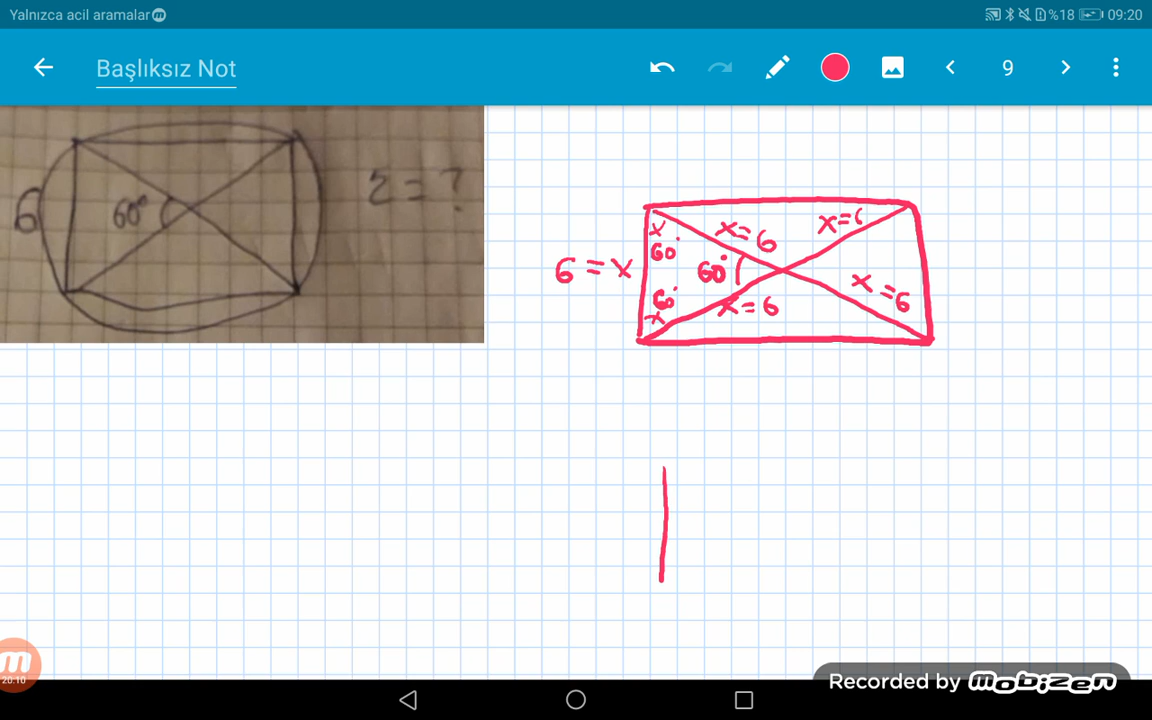 Yalnızca acil aramalar
%18
09:20
Başlıksız Not
9
6
60°
Σ=?
6=x
x
60°
60°
60°
x
x=6
x=6
x=6
x=6
m
20:10
Recorded by mobizen